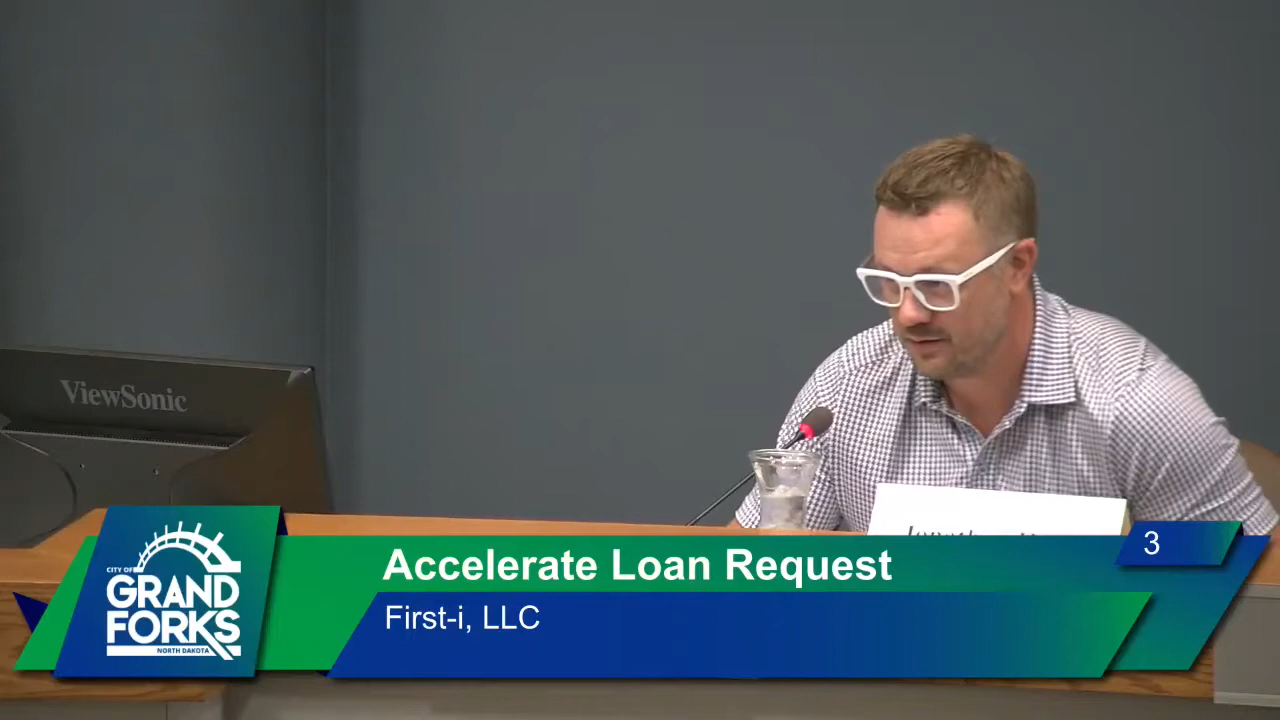 ViewSonic
3
Accelerate Loan Request
First-i, LLC
CITY OF
GRAND
FORKS
NORTH DAKOTA